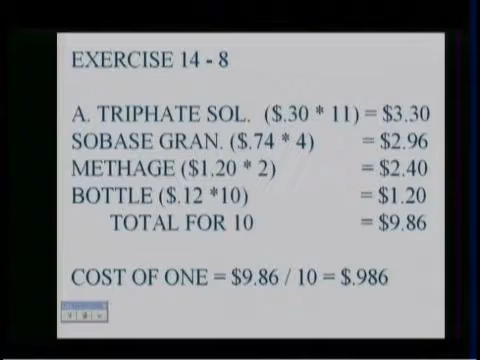 EXERCISE 14 - 8
A. TRIPHATE SOL. ($.30 * 11) = $3.30
SOBASE GRAN. ($.74 * 4) = $2.96
METHAGE ($1.20 * 2) = $2.40
BOTTLE ($.12 *10) = $1.20
TOTAL FOR 10 = $9.86
COST OF ONE = $9.86 / 10 = $.986